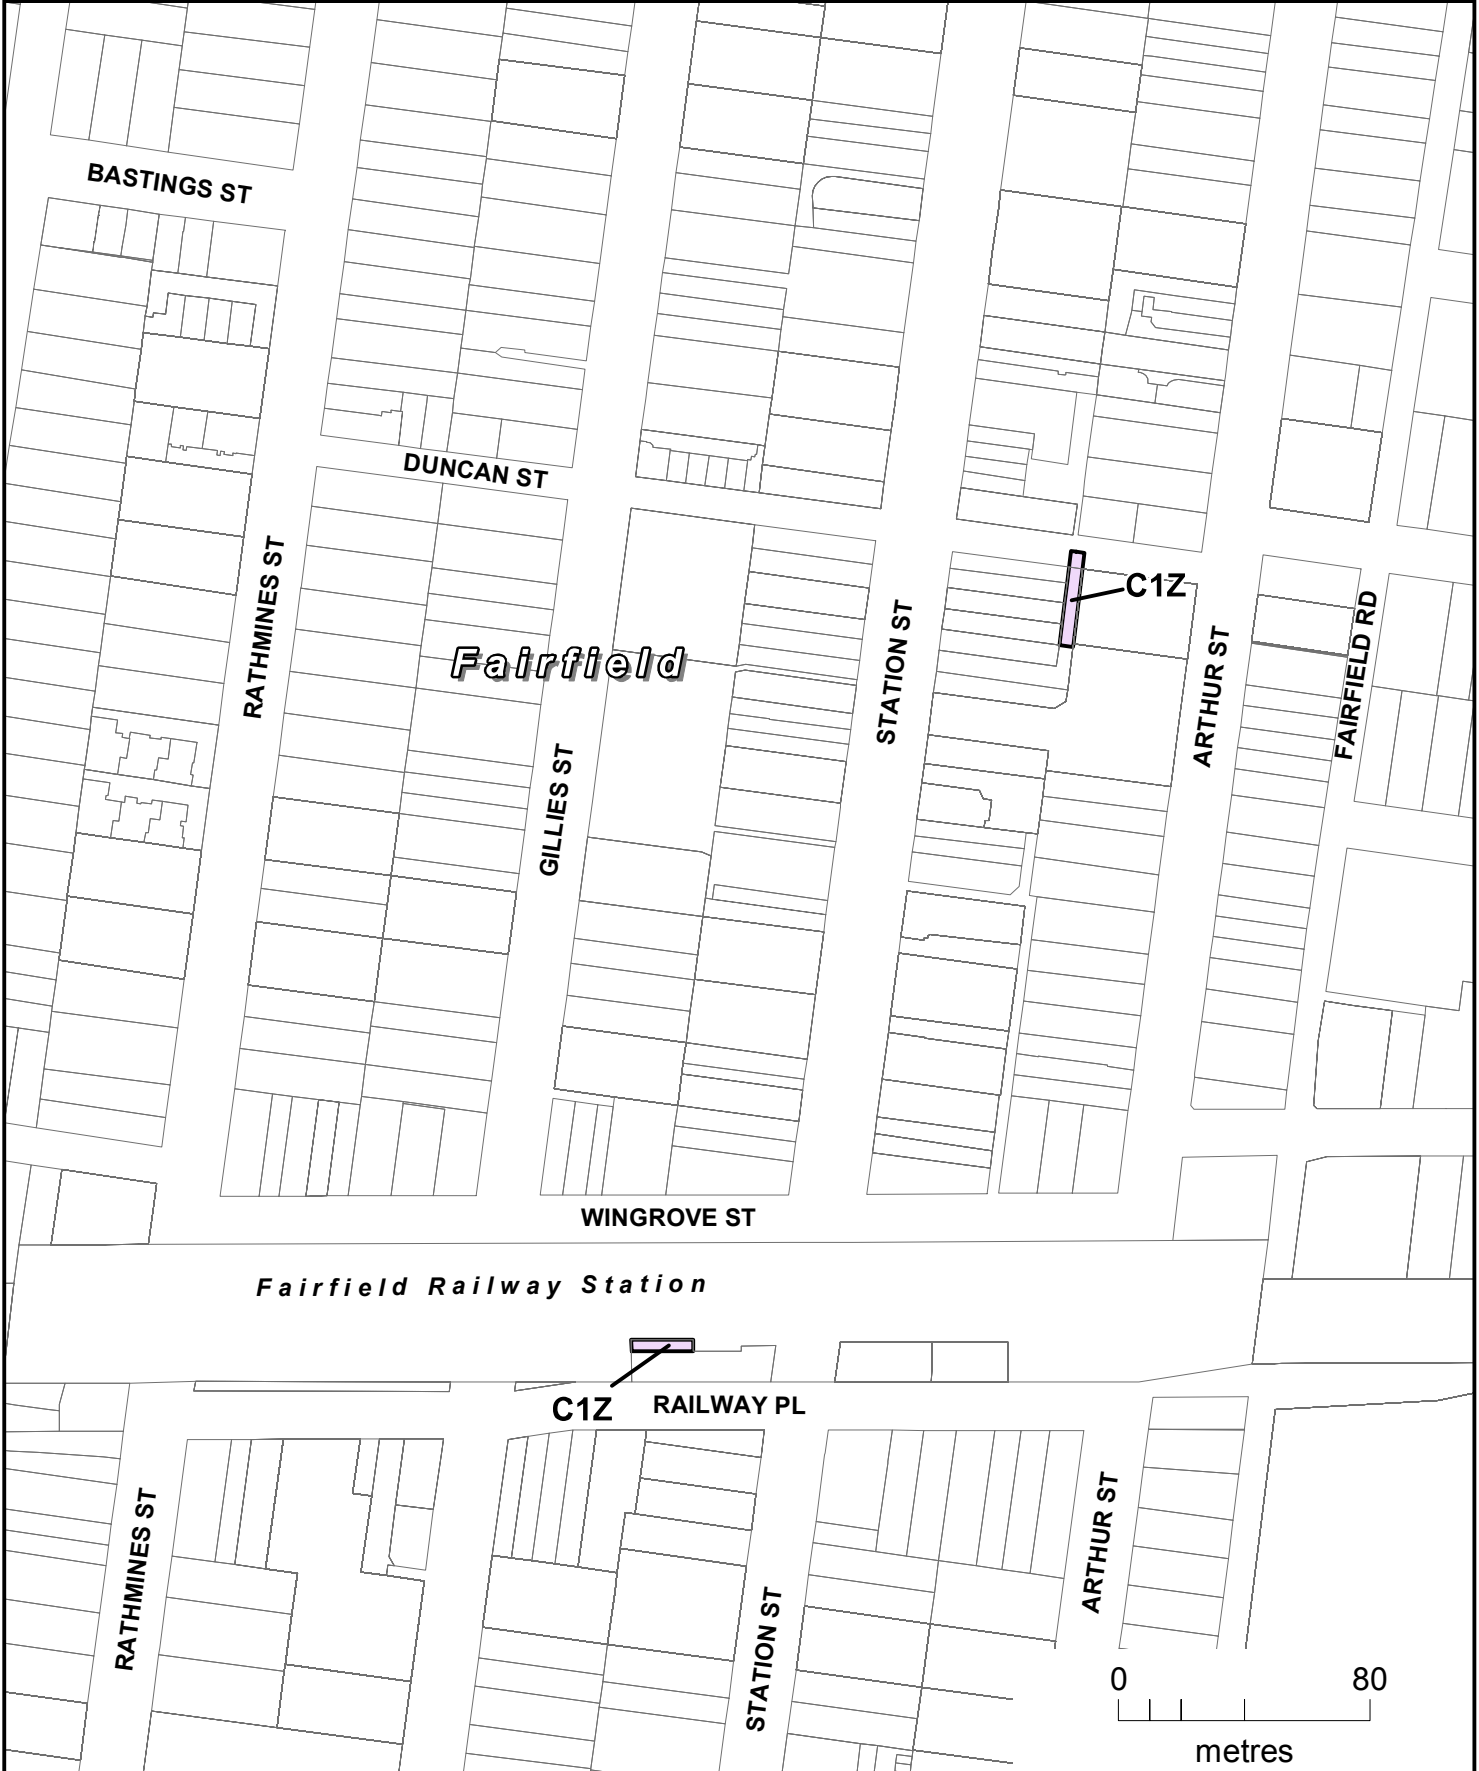 BASTINGS ST
DUNCAN ST
RATHMINES ST
C1Z
Fairfield
STATION ST
ARTHUR ST
FAIRFIELD RD
GILLIES ST
WINGROVE ST
Fairfield Railway Station
C1Z
RAILWAY PL
RATHMINES ST
STATION ST
ARTHUR ST
0 80
metres